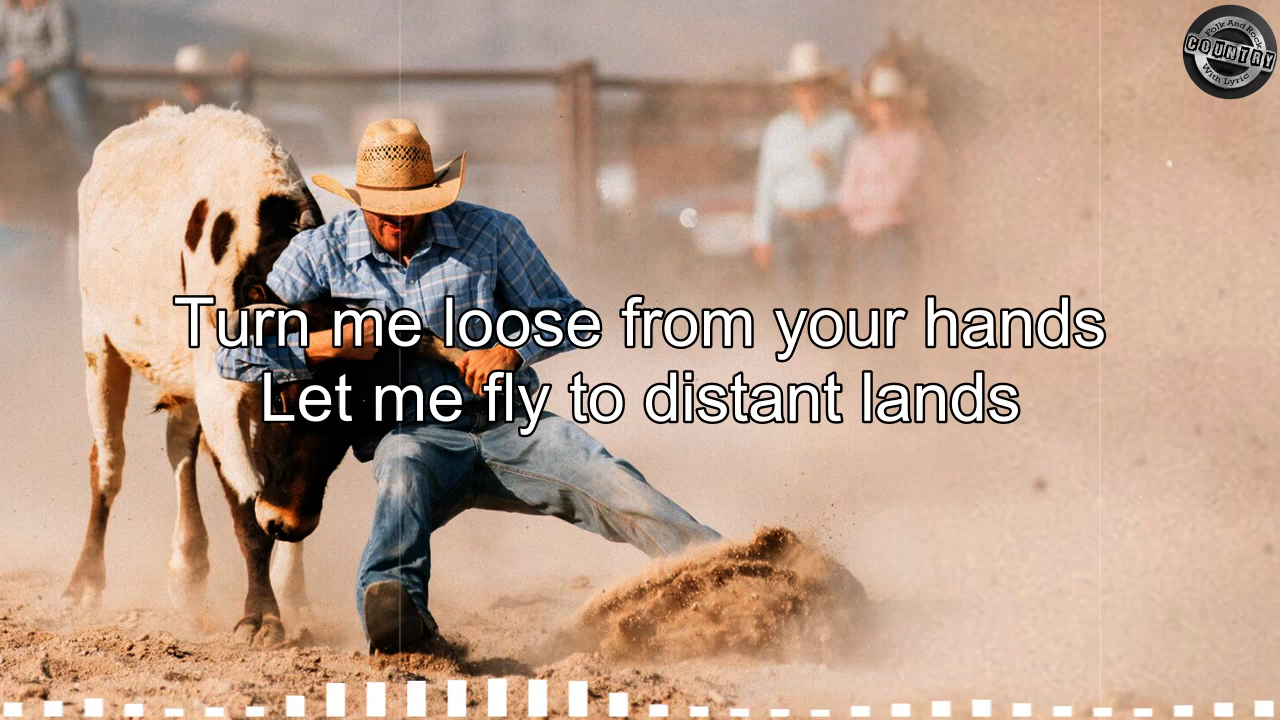 Folk And Rock
COUNTRY
With Lyric
Turn me loose from your hands
Let me fly to distant lands